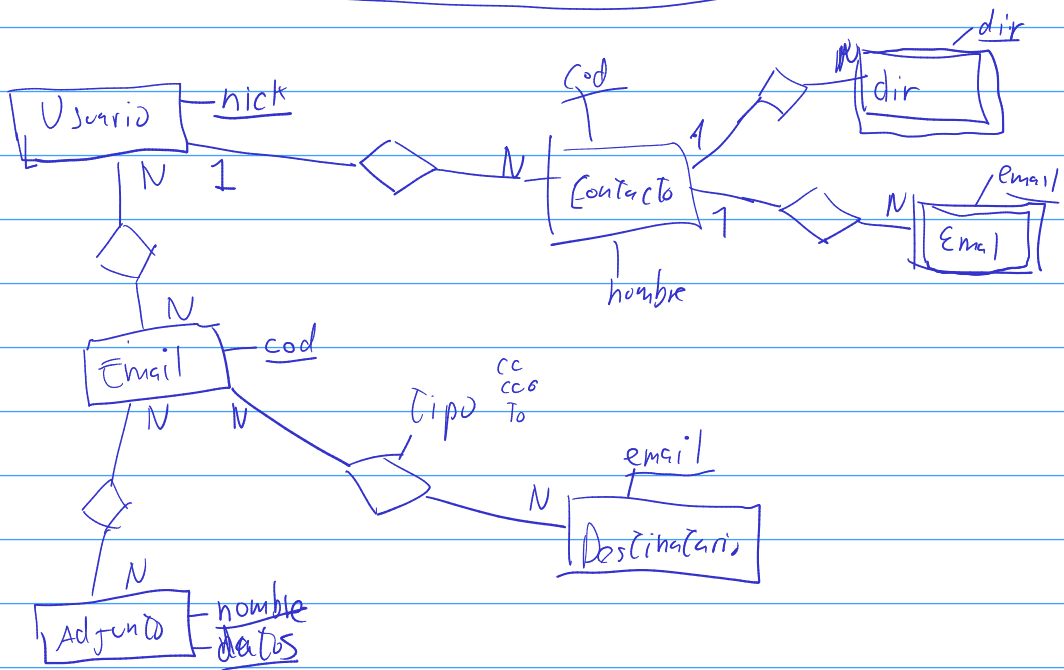 dir
N
dir
Usuario
nick
cod
1
N
1
N
Contacto
1
N
email
Emal
nombre
N
Email
cod
N
N
tipo
cc
cco
To
email
N
Destinatario
N
Adjunto
nombre
datos